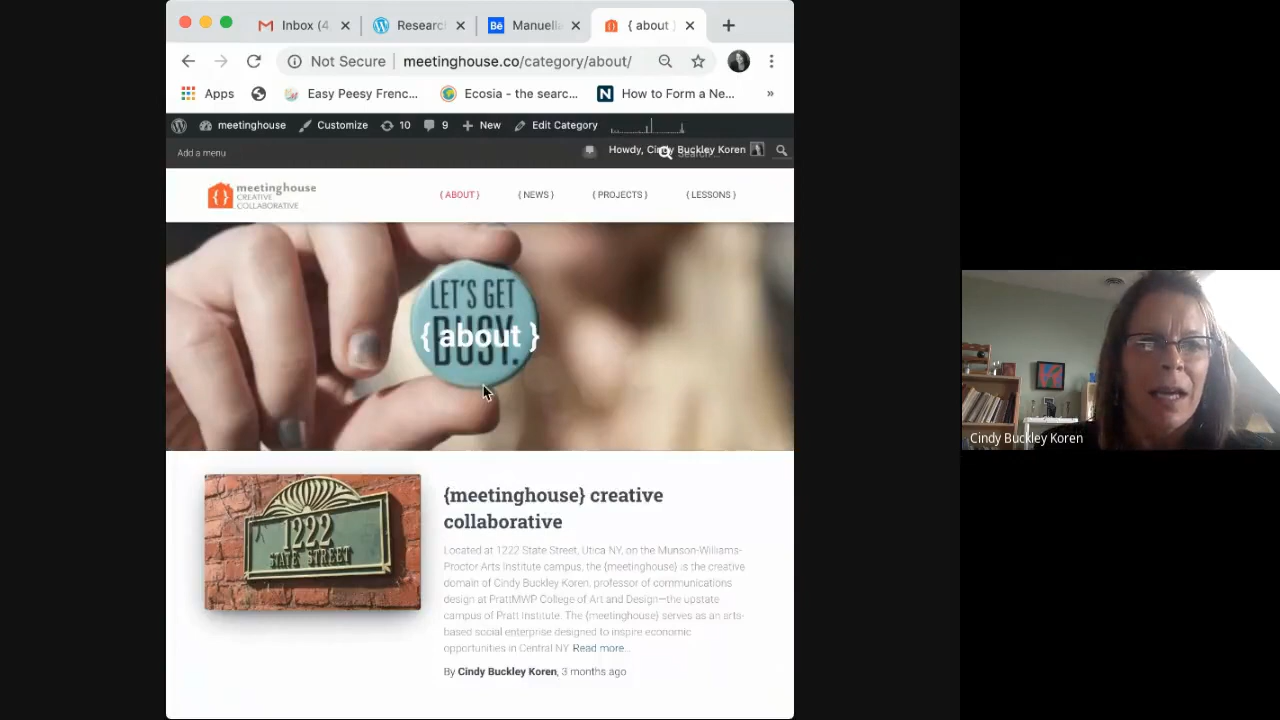 Inbox (4
Researc
Bē Manuell
{ about }
Not Secure meetinghouse.co/category/about/
Apps Easy Peesy Frenc... Ecosia - the searc... How to Form a Ne... »
meetinghouse Customize 10 9 New Edit Category
Add a menu Howdy, Cindy Buckley Koren Search...
meetinghouse
CREATIVE
COLLABORATIVE
{ ABOUT } { NEWS } { PROJECTS } { LESSONS }
LET'S GET
BUSY.
{ about }
1222
STATE STREET
{meetinghouse} creative
collaborative
Located at 1222 State Street, Utica NY, on the Munson-Williams-
Proctor Arts Institute campus, the {meetinghouse} is the creative
domain of Cindy Buckley Koren, professor of communications
design at PrattMWP College of Art and Design—the upstate
campus of Pratt Institute. The {meetinghouse} serves as an arts-
based social enterprise designed to inspire economic
opportunities in Central NY. Read more...
By Cindy Buckley Koren, 3 months ago
Cindy Buckley Koren